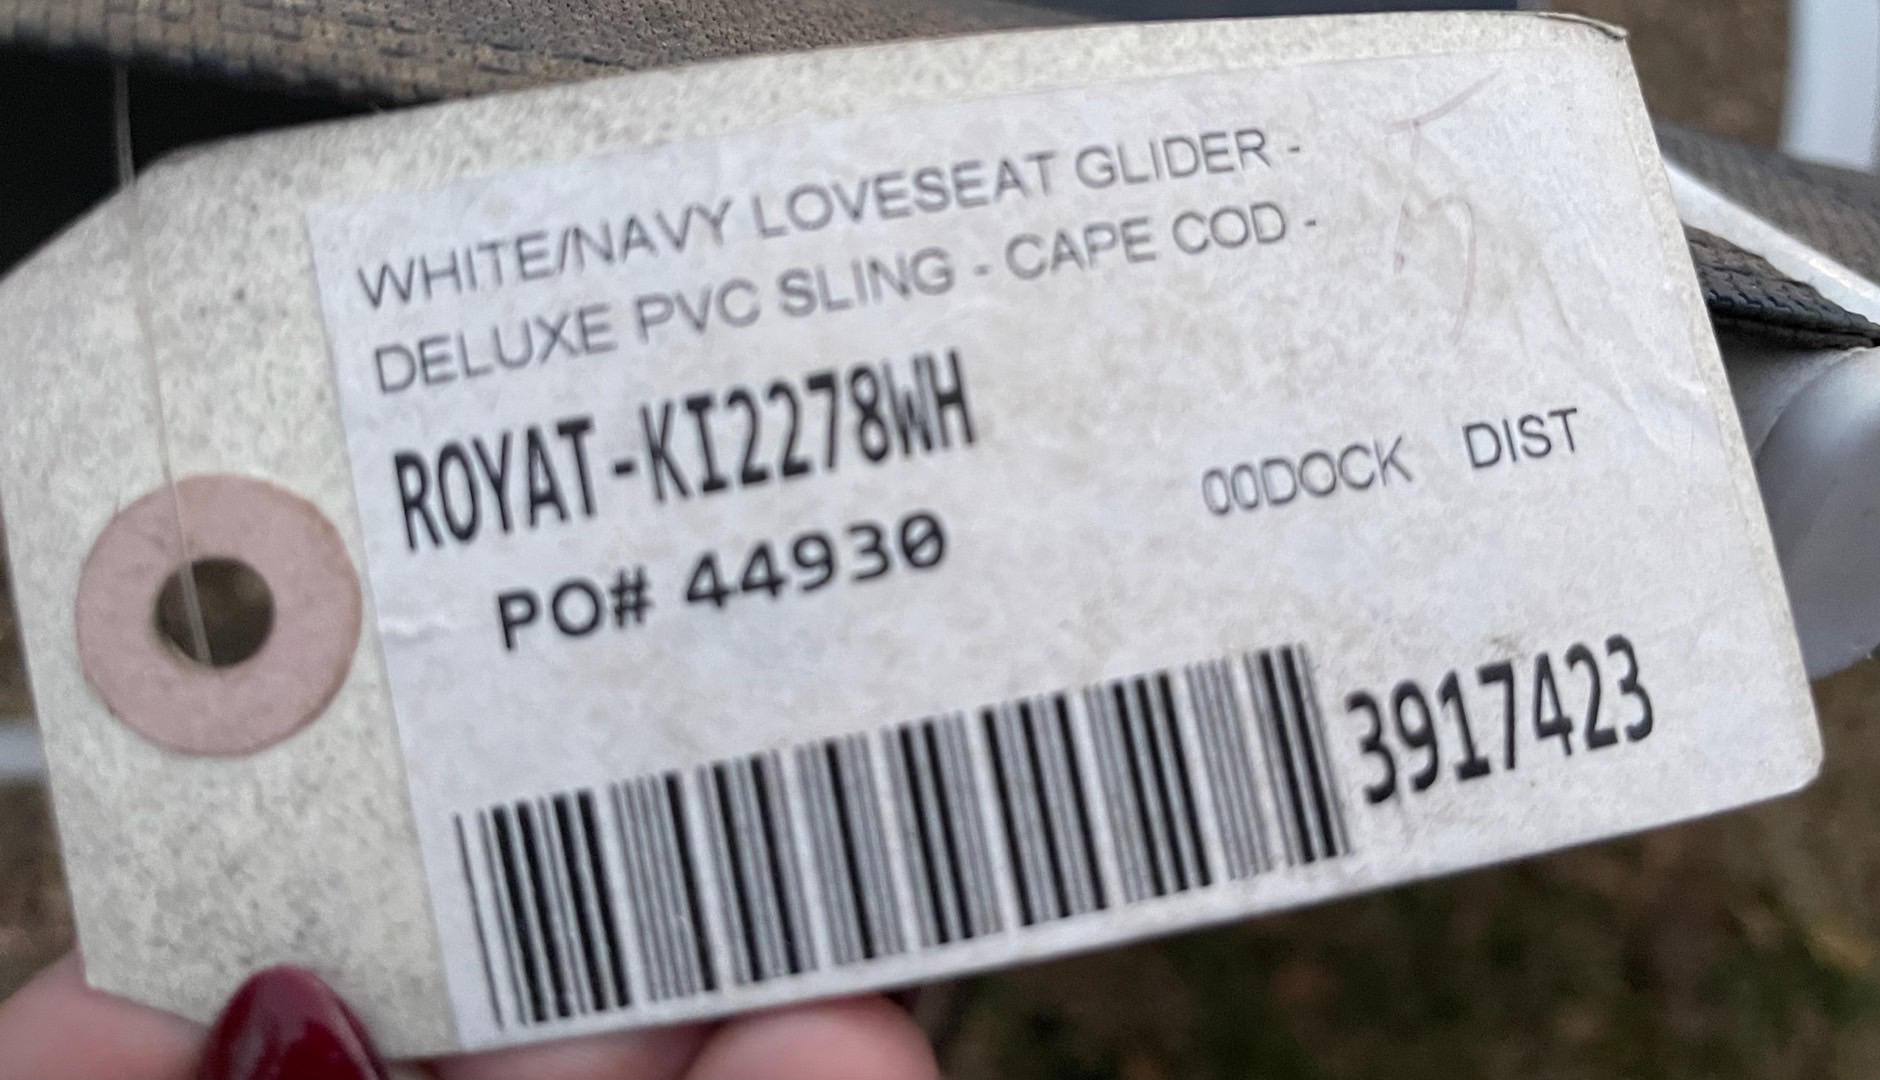 WHITE/NAVY LOVESEAT GLIDER -
DELUXE PVC SLING - CAPE COD -
ROYAT-KI2278WH
00DOCK DIST
PO# 44930
3917423